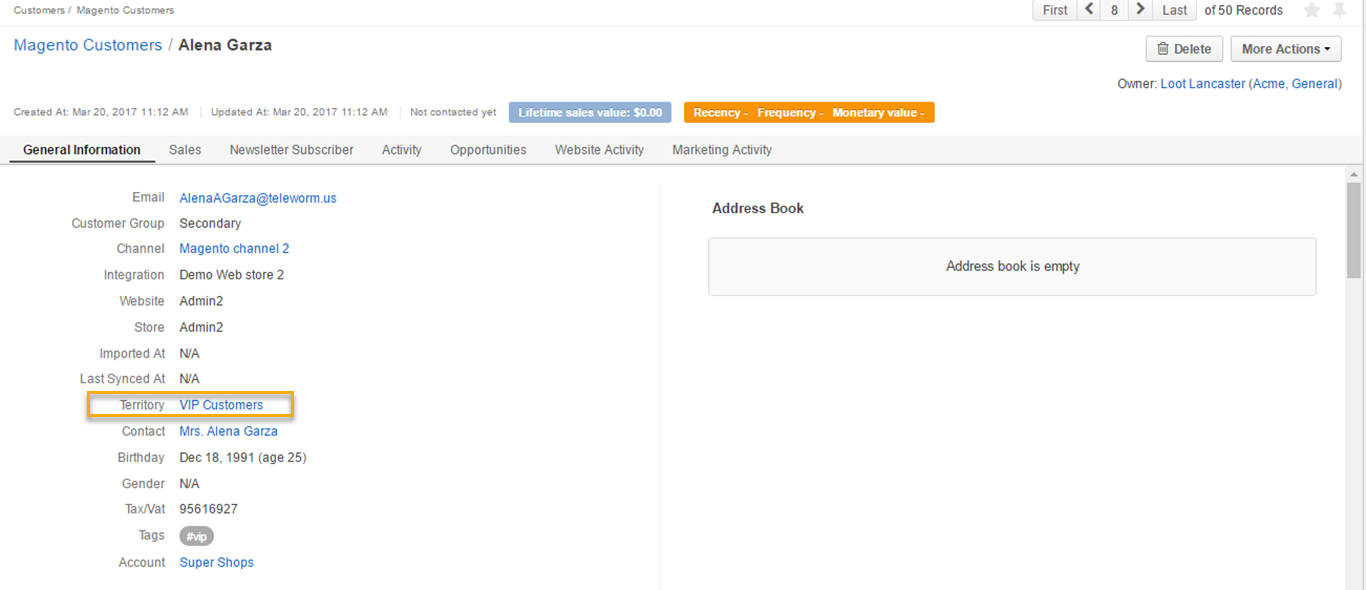 Customers / Magento Customers
First 8 Last of 50 Records
Magento Customers / Alena Garza
Delete More Actions
Owner: Loot Lancaster (Acme, General)
Created At: Mar 20, 2017 11:12 AM Updated At: Mar 20, 2017 11:12 AM Not contacted yet Lifetime sales value: $0.00 Recency - Frequency - Monetary value -
General Information Sales Newsletter Subscriber Activity Opportunities Website Activity Marketing Activity
Email AlenaAGarza@teleworm.us
Customer Group Secondary
Channel Magento channel 2
Integration Demo Web store 2
Website Admin2
Store Admin2
Imported At N/A
Last Synced At N/A
Territory VIP Customers
Contact Mrs. Alena Garza
Birthday Dec 18, 1991 (age 25)
Gender N/A
Tax/Vat 95616927
Tags #vip
Account Super Shops
Address Book
Address book is empty